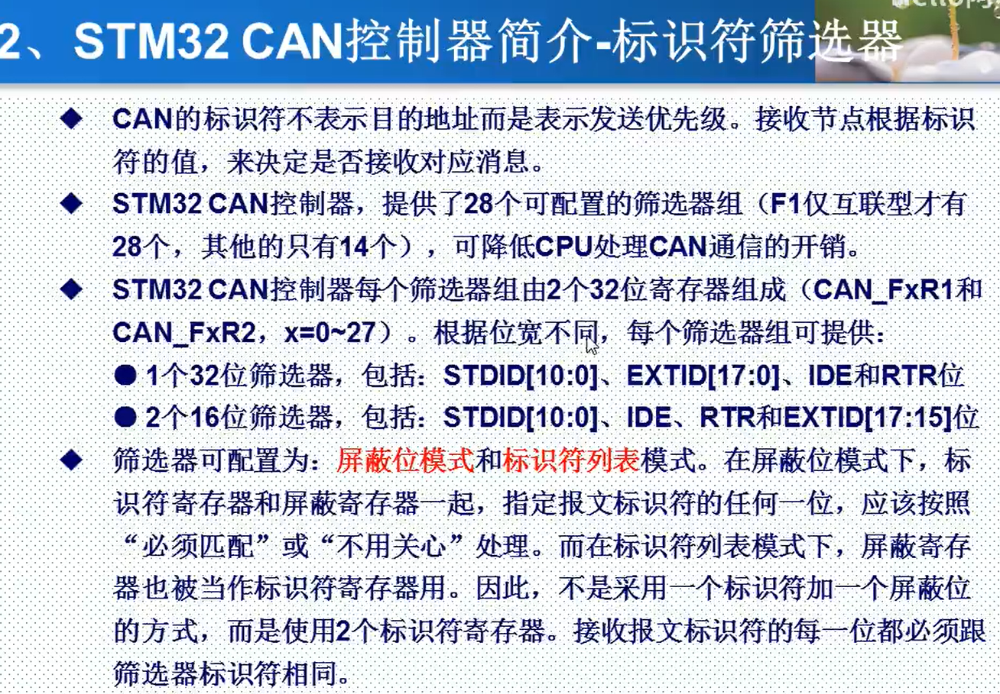 2、STM32 CAN控制器简介-标识符筛选器
◆ CAN的标识符不表示目的地址而是表示发送优先级。接收节点根据标识
符的值，来决定是否接收对应消息。
◆ STM32 CAN控制器，提供了28个可配置的筛选器组（F1仅互联型才有
28个，其他的只有14个），可降低CPU处理CAN通信的开销。
◆ STM32 CAN控制器每个筛选器组由2个32位寄存器组成（CAN_FxR1和
CAN_FxR2，x=0~27）。根据位宽不同，每个筛选器组可提供：
● 1个32位筛选器，包括：STDID[10:0]、EXTID[17:0]、IDE和RTR位
● 2个16位筛选器，包括：STDID[10:0]、IDE、RTR和EXTID[17:15]位
◆ 筛选器可配置为：屏蔽位模式和标识符列表模式。在屏蔽位模式下，标
识符寄存器和屏蔽寄存器一起，指定报文标识符的任何一位，应该按照
“必须匹配”或“不用关心”处理。而在标识符列表模式下，屏蔽寄存
器也被当作标识符寄存器用。因此，不是采用一个标识符加一个屏蔽位
的方式，而是使用2个标识符寄存器。接收报文标识符的每一位都必须跟
筛选器标识符相同。